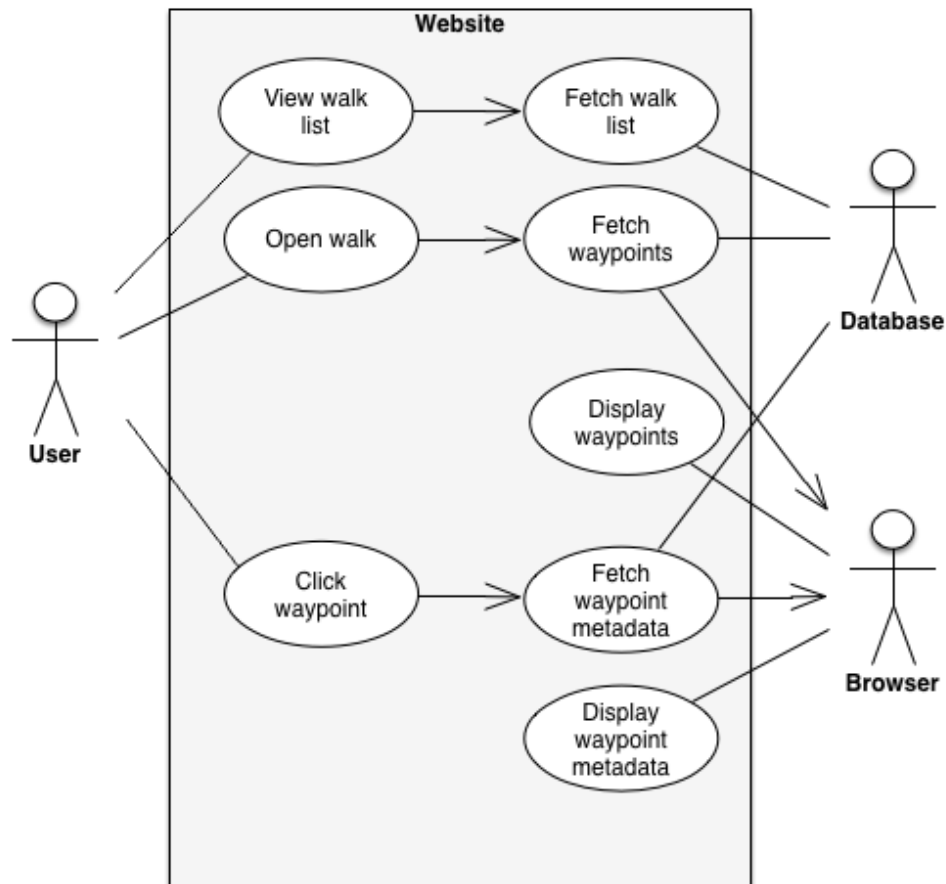 Website
View walk
list
Fetch walk
list
Open walk
Fetch
waypoints
Database
Display
waypoints
User
Click
waypoint
Fetch
waypoint
metadata
Browser
Display
waypoint
metadata